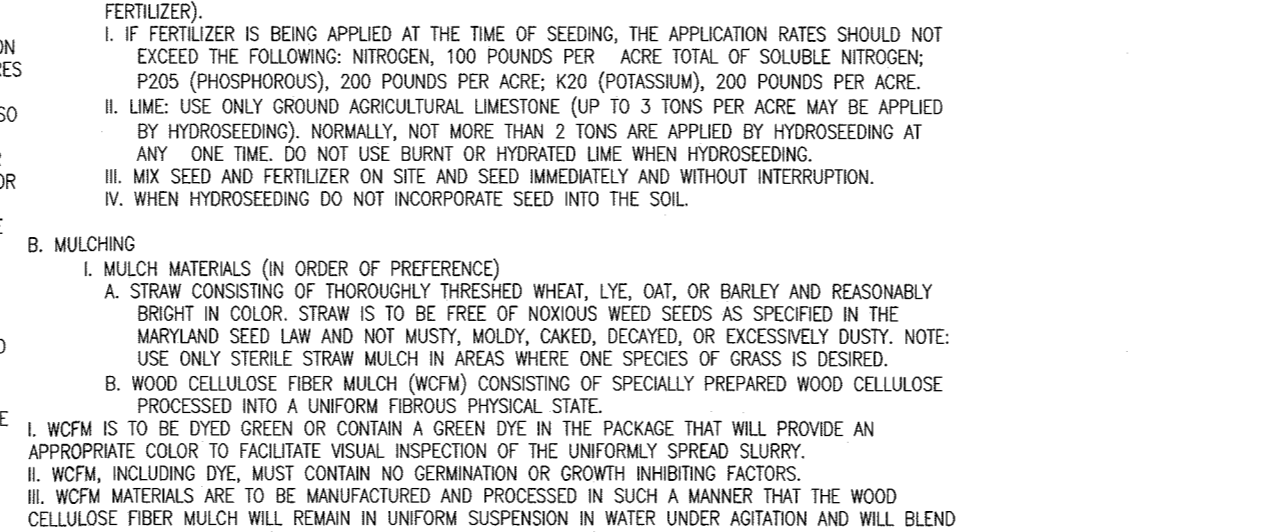 FERTILIZER).
I. IF FERTILIZER IS BEING APPLIED AT THE TIME OF SEEDING, THE APPLICATION RATES SHOULD NOT
EXCEED THE FOLLOWING: NITROGEN, 100 POUNDS PER ACRE TOTAL OF SOLUBLE NITROGEN;
P205 (PHOSPHOROUS), 200 POUNDS PER ACRE; K20 (POTASSIUM), 200 POUNDS PER ACRE.
II. LIME: USE ONLY GROUND AGRICULTURAL LIMESTONE (UP TO 3 TONS PER ACRE MAY BE APPLIED
BY HYDROSEEDING). NORMALLY, NOT MORE THAN 2 TONS ARE APPLIED BY HYDROSEEDING AT
ANY ONE TIME. DO NOT USE BURNT OR HYDRATED LIME WHEN HYDROSEEDING.
III. MIX SEED AND FERTILIZER ON SITE AND SEED IMMEDIATELY AND WITHOUT INTERRUPTION.
IV. WHEN HYDROSEEDING DO NOT INCORPORATE SEED INTO THE SOIL.
B. MULCHING
I. MULCH MATERIALS (IN ORDER OF PREFERENCE)
A. STRAW CONSISTING OF THOROUGHLY THRESHED WHEAT, LYE, OAT, OR BARLEY AND REASONABLY
BRIGHT IN COLOR. STRAW IS TO BE FREE OF NOXIOUS WEED SEEDS AS SPECIFIED IN THE
MARYLAND SEED LAW AND NOT MUSTY, MOLDY, CAKED, DECAYED, OR EXCESSIVELY DUSTY. NOTE:
USE ONLY STERILE STRAW MULCH IN AREAS WHERE ONE SPECIES OF GRASS IS DESIRED.
B. WOOD CELLULOSE FIBER MULCH (WCFM) CONSISTING OF SPECIALLY PREPARED WOOD CELLULOSE
PROCESSED INTO A UNIFORM FIBROUS PHYSICAL STATE.
I. WCFM IS TO BE DYED GREEN OR CONTAIN A GREEN DYE IN THE PACKAGE THAT WILL PROVIDE AN
APPROPRIATE COLOR TO FACILITATE VISUAL INSPECTION OF THE UNIFORMLY SPREAD SLURRY.
II. WCFM, INCLUDING DYE, MUST CONTAIN NO GERMINATION OR GROWTH INHIBITING FACTORS.
III. WCFM MATERIALS ARE TO BE MANUFACTURED AND PROCESSED IN SUCH A MANNER THAT THE WOOD
CELLULOSE FIBER MULCH WILL REMAIN IN UNIFORM SUSPENSION IN WATER UNDER AGITATION AND WILL BLEND